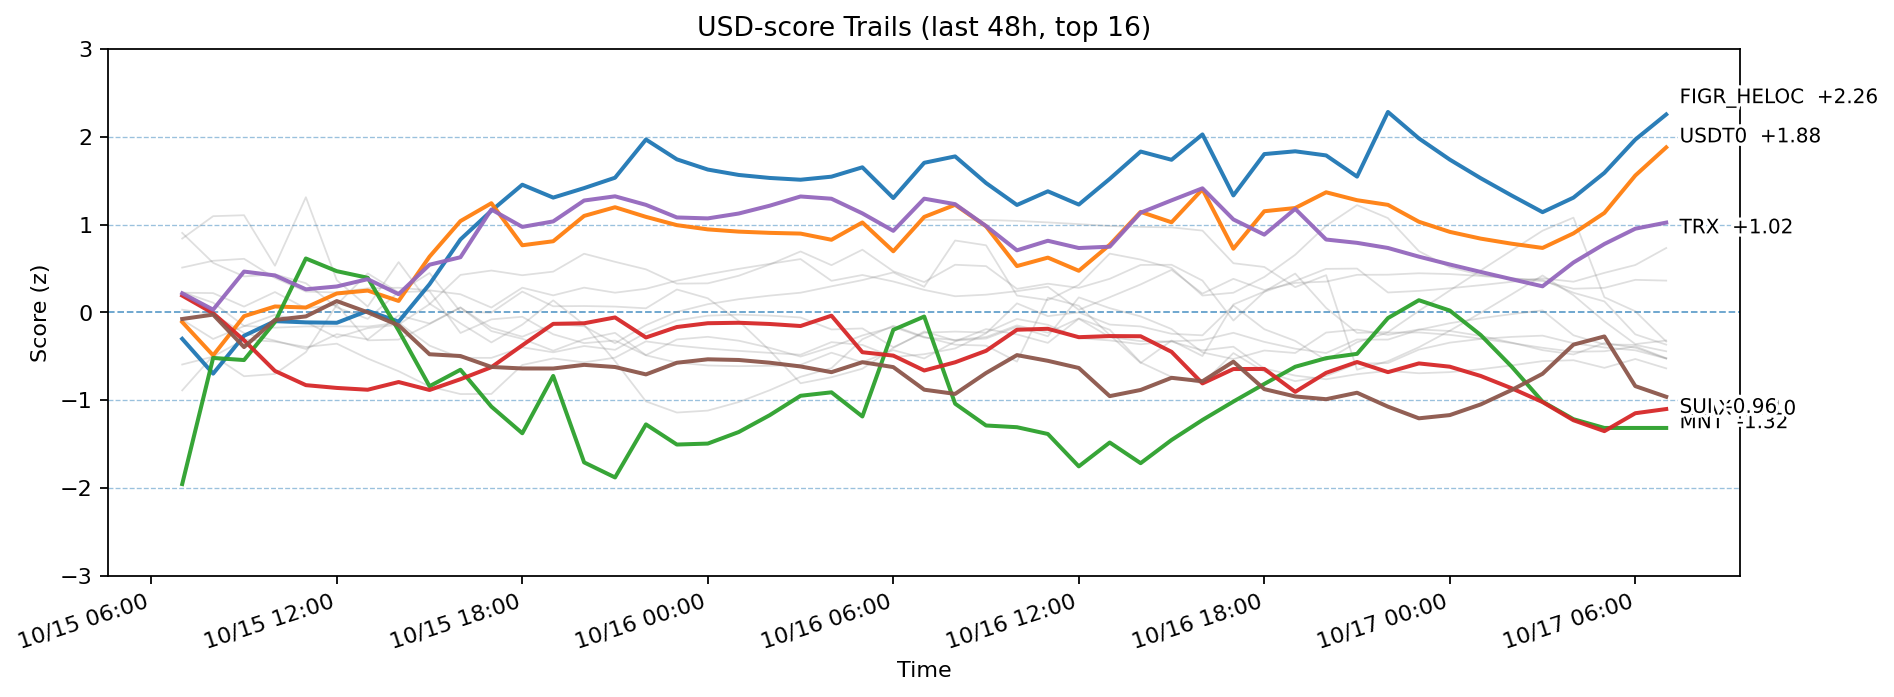 USD-score Trails (last 48h, top 16)
3
2
1
0
−1
−2
−3
Score (z)
FIGR_HELOC +2.26
USDT0 +1.88
TRX +1.02
SUI -0.96
MNT -1.32
10/15 06:00
10/15 12:00
10/15 18:00
10/16 00:00
10/16 06:00
10/16 12:00
10/16 18:00
10/17 00:00
10/17 06:00
Time